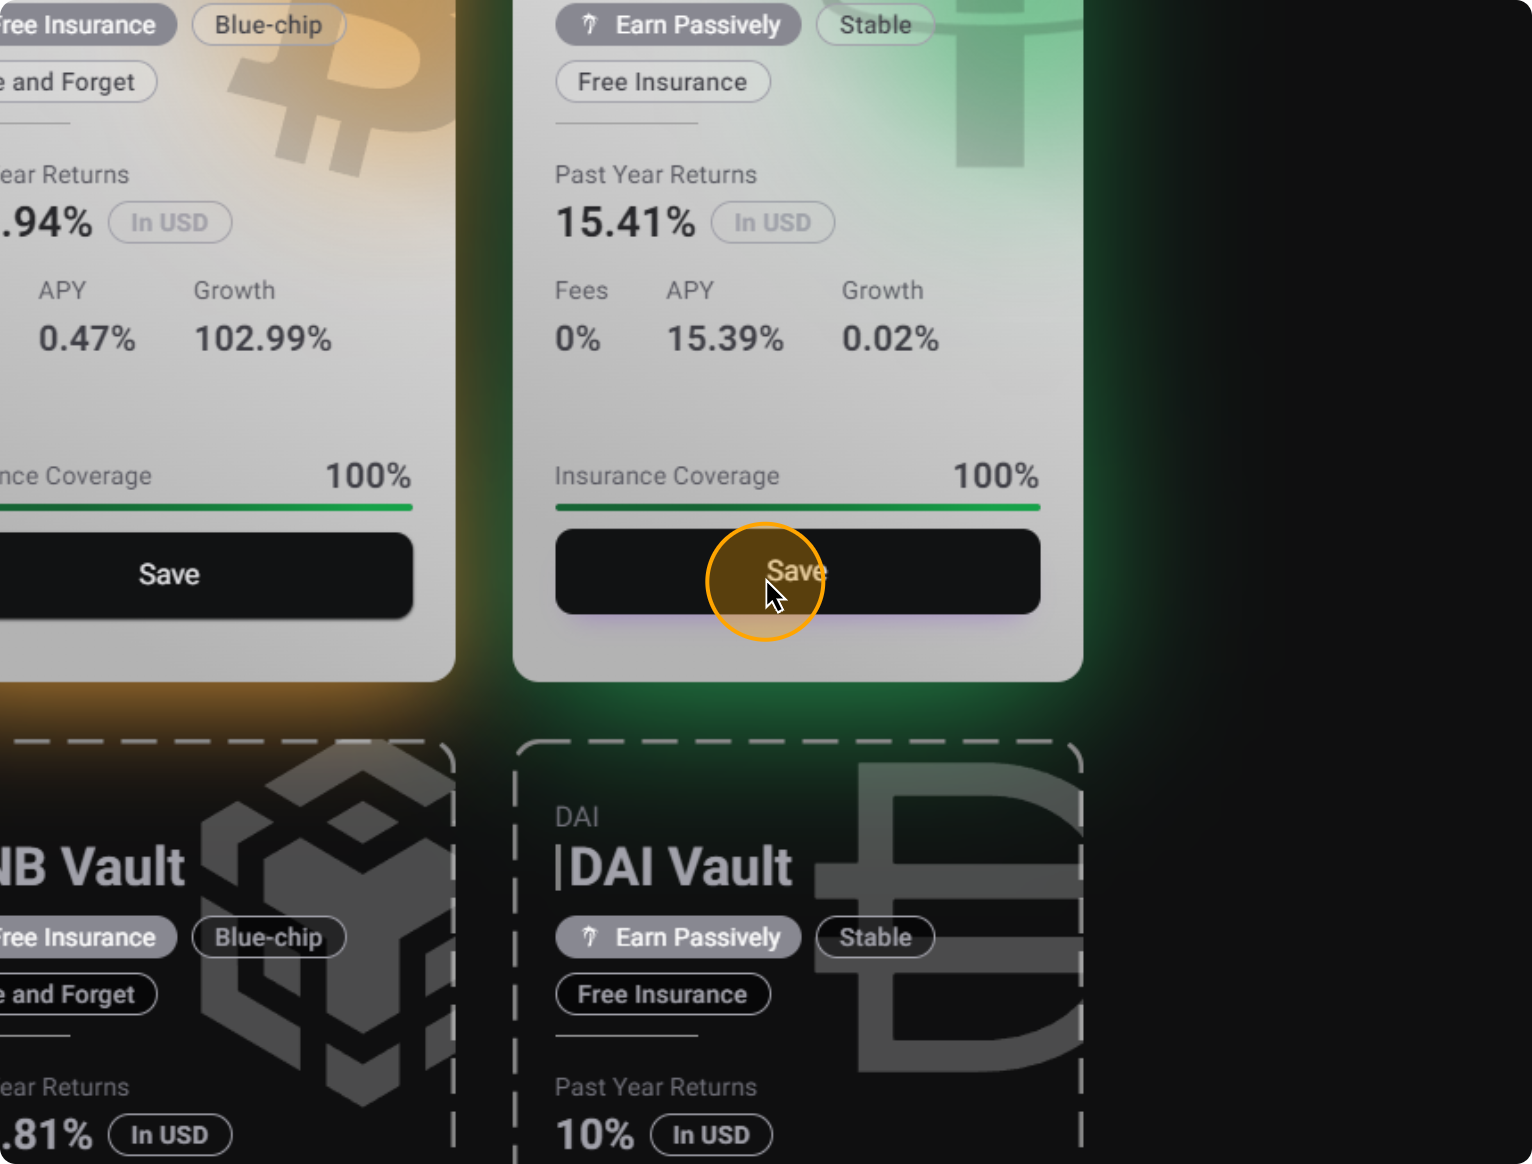 Free Insurance Blue-chip
e and Forget
ear Returns
.94% In USD
APY Growth
0.47% 102.99%
nce Coverage 100%
Save
Earn Passively Stable
Free Insurance
Past Year Returns
15.41% In USD
Fees APY Growth
0% 15.39% 0.02%
Insurance Coverage 100%
Save
NB Vault
Free Insurance Blue-chip
e and Forget
ear Returns
.81% In USD
DAI
DAI Vault
Earn Passively Stable
Free Insurance
Past Year Returns
10% In USD